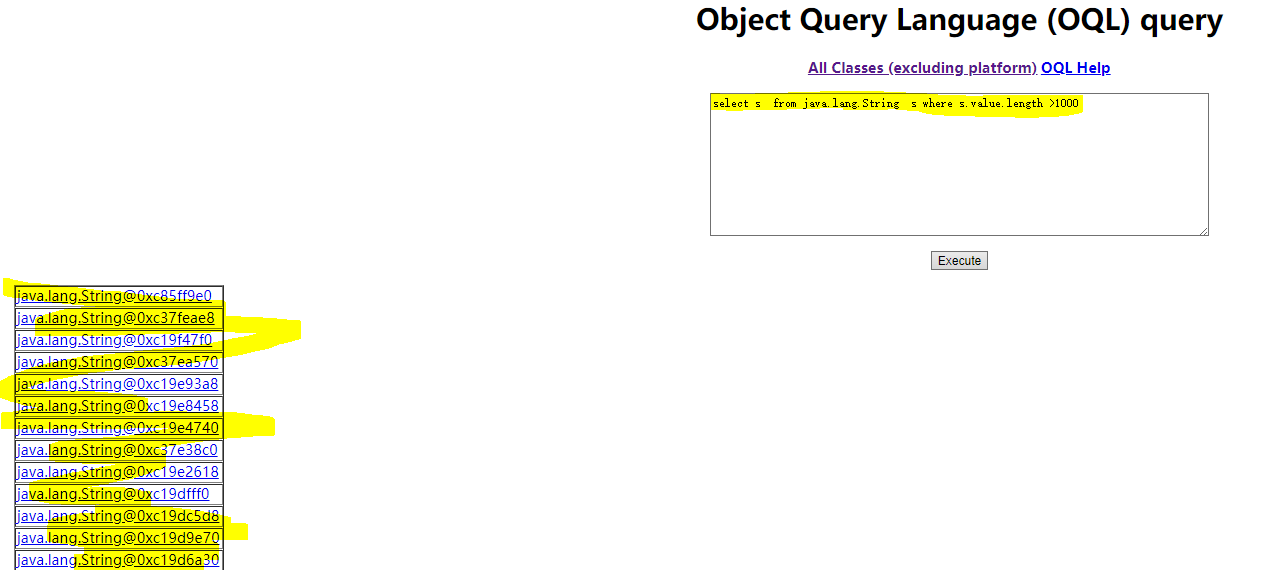 Object Query Language (OQL) query
All Classes (excluding platform) OQL Help
select s  from java.lang.String  s where s.value.length >1000
Execute
java.lang.String@0xc85ff9e0
java.lang.String@0xc37feae8
java.lang.String@0xc19f47f0
java.lang.String@0xc37ea570
java.lang.String@0xc19e93a8
java.lang.String@0xc19e8458
java.lang.String@0xc19e4740
java.lang.String@0xc37e38c0
java.lang.String@0xc19e2618
java.lang.String@0xc19dfff0
java.lang.String@0xc19dc5d8
java.lang.String@0xc19d9e70
java.lang.String@0xc19d6a30